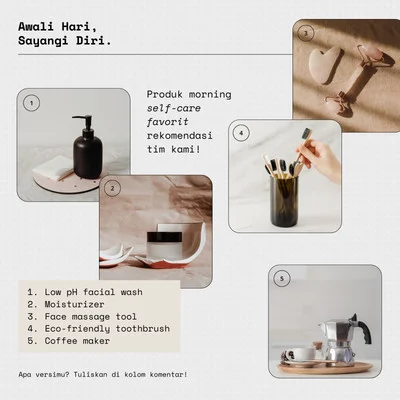 Awali Hari,
Sayangi Diri.
Produk morning
self-care
favorit
rekomendasi
tim kami!
1
2
3
4
5
1. Low pH facial wash
2. Moisturizer
3. Face massage tool
4. Eco-friendly toothbrush
5. Coffee maker
Apa versimu? Tuliskan di kolom komentar!